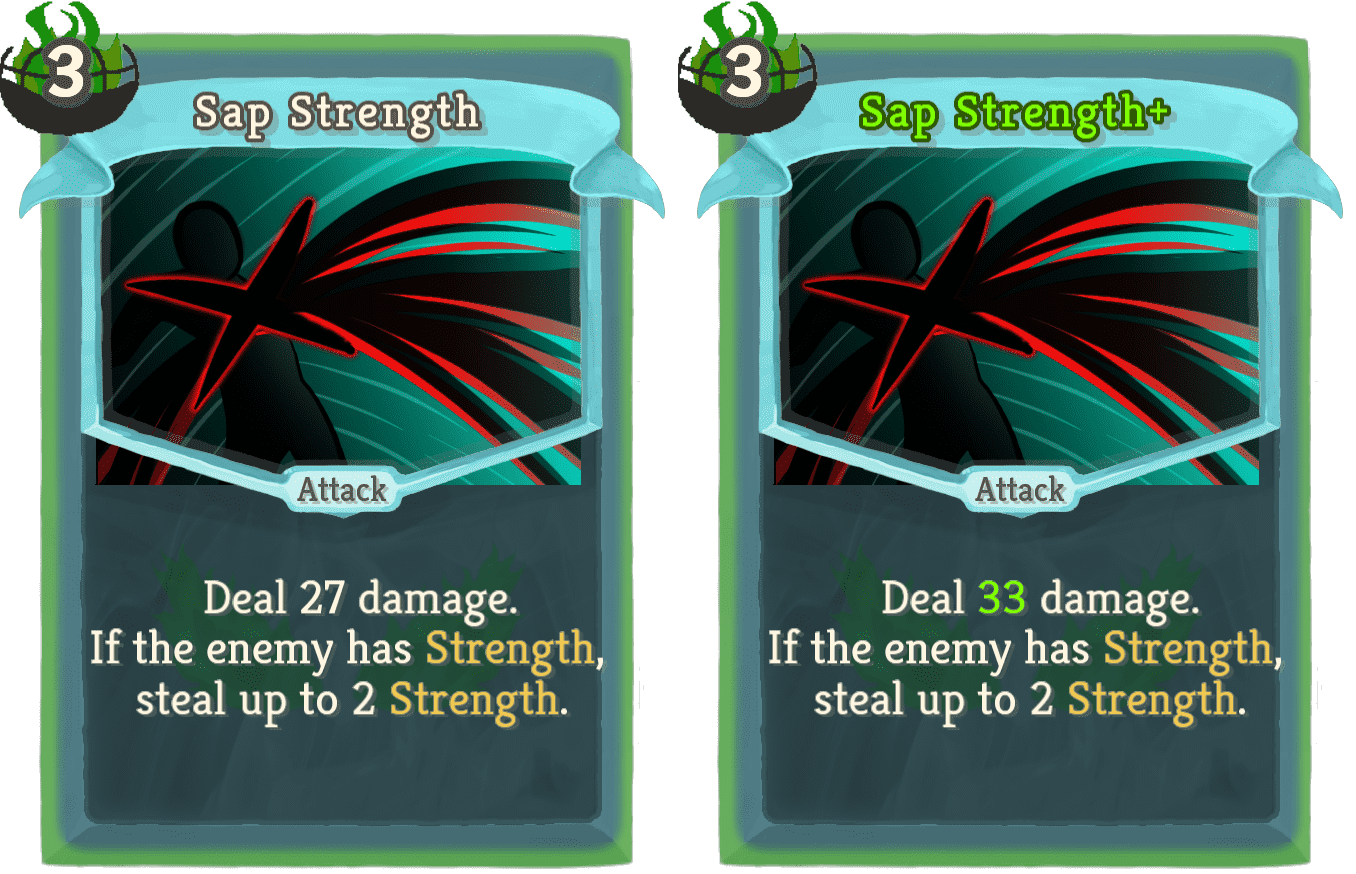 3
Sap Strength
Attack
Deal 27 damage.
If the enemy has Strength,
steal up to 2 Strength.
3
Sap Strength+
Attack
Deal 33 damage.
If the enemy has Strength,
steal up to 2 Strength.